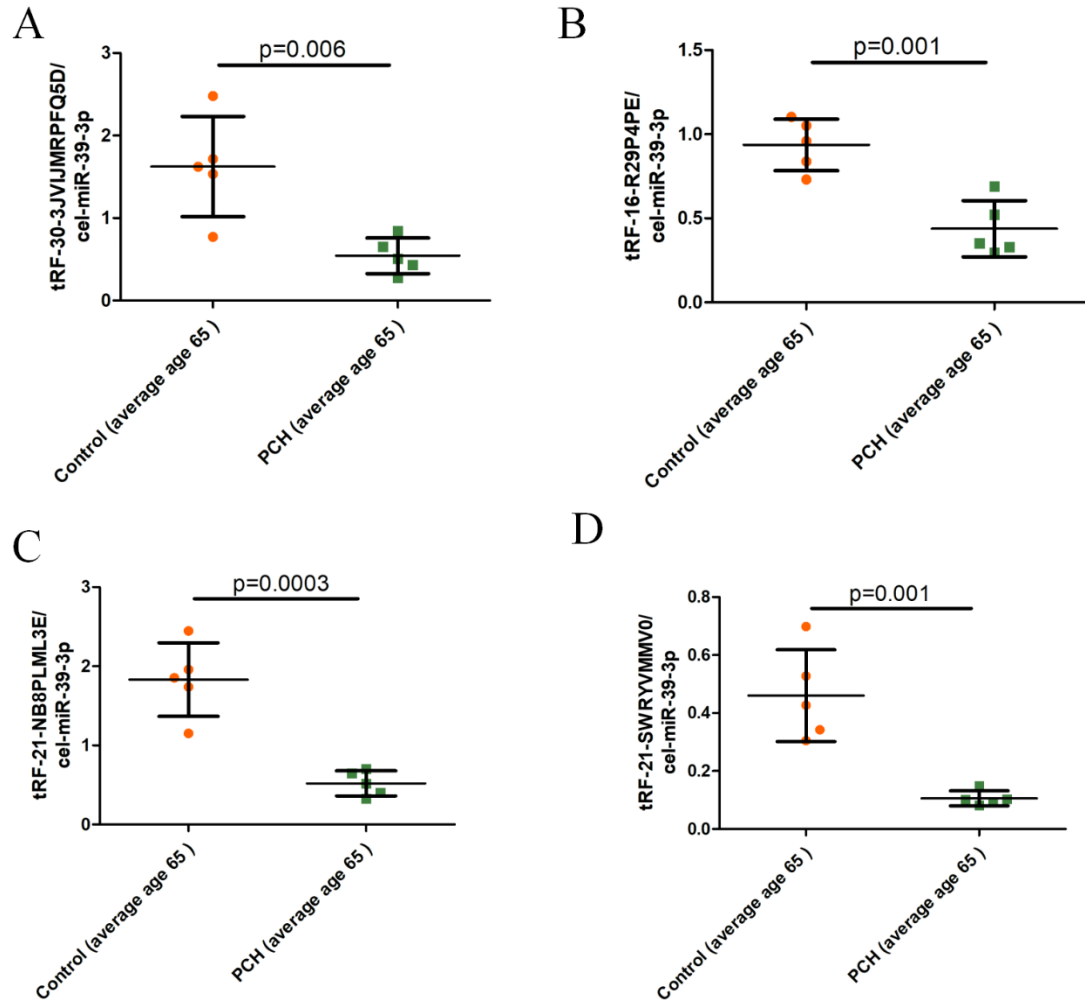 A
p=0.006
tRF-30-3JVIJMRPFQ5D/
cel-miR-39-3p
3
2
1
0
Control (average age 65 )
PCH (average age 65 )
B
p=0.001
tRF-16-R29P4PE/
cel-miR-39-3p
1.5
1.0
0.5
0.0
Control (average age 65 )
PCH (average age 65 )
C
p=0.0003
tRF-21-NB8PLML3E/
cel-miR-39-3p
3
2
1
0
Control (average age 65 )
PCH (average age 65 )
D
p=0.001
tRF-21-SWRYVMMV0/
cel-miR-39-3p
0.8
0.6
0.4
0.2
0.0
Control (average age 65 )
PCH (average age 65 )